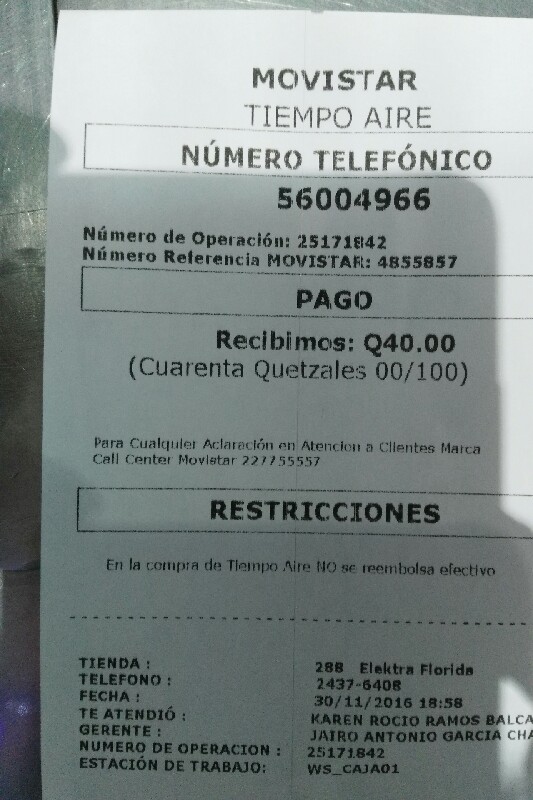 MOVISTAR
TIEMPO AIRE
NÚMERO TELEFÓNICO
56004966
Número de Operación: 25171842
Número Referencia MOVISTAR: 4855857
PAGO
Recibimos: Q40.00
(Cuarenta Quetzales 00/100)
Para Cualquier Aclaración en Atencion a Clientes Marca
Call Center Movistar 227755557
RESTRICCIONES
En la compra de Tiempo Aire NO se reembolsa efectivo
TIENDA : 288 Elektra Florida
TELEFONO : 2437-6408
FECHA : 30/11/2016 18:58
TE ATENDIÓ : KAREN ROCIO RAMOS
GERENTE : JAIRO ANTONIO GARCIA
NUMERO DE OPERACION : 25171842
ESTACIÓN DE TRABAJO: WS_CAJA01